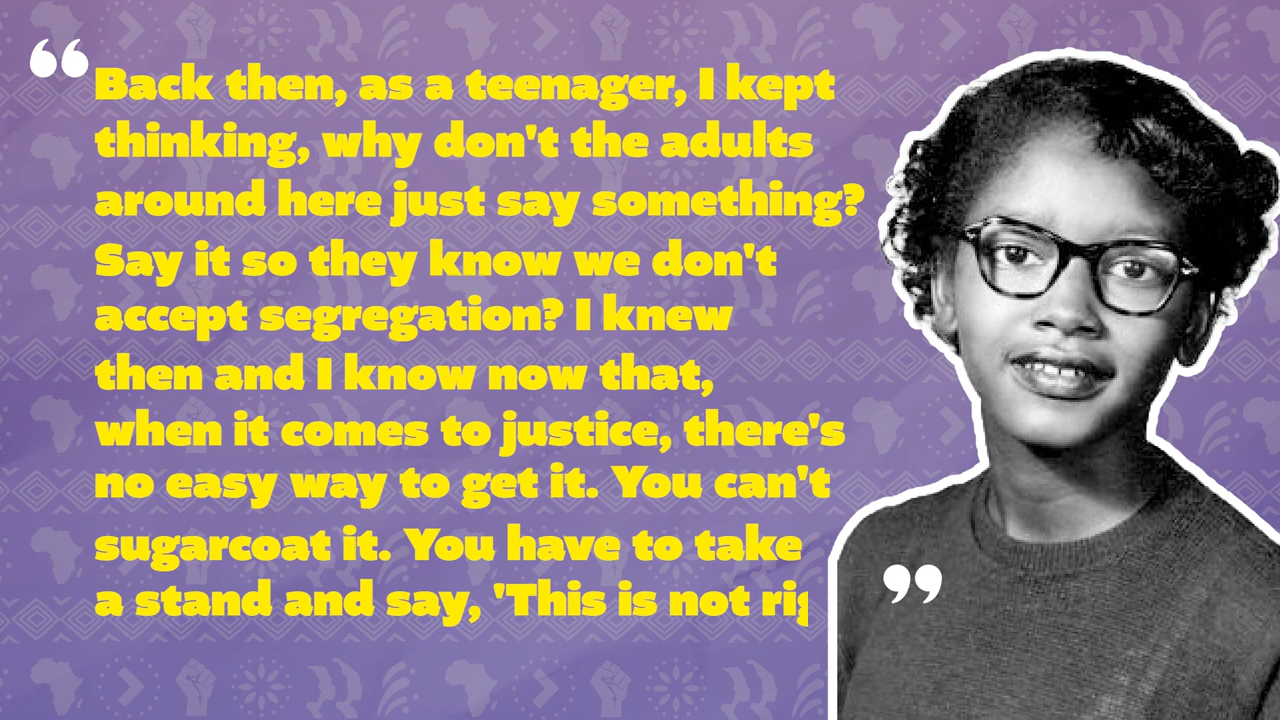 “Back then, as a teenager, I kept
thinking, why don't the adults
around here just say something?
Say it so they know we don't
accept segregation? I knew
then and I know now that,
when it comes to justice, there's
no easy way to get it. You can't
sugarcoat it. You have to take
a stand and say, 'This is not ”